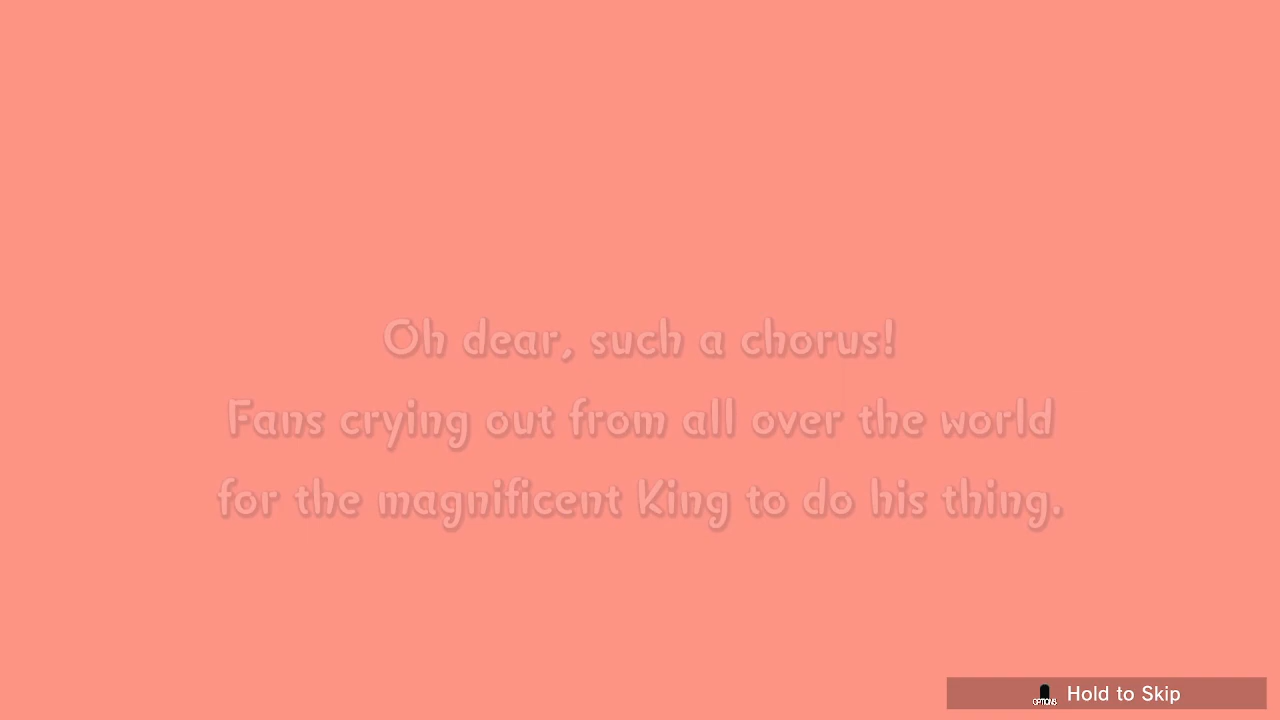 Oh dear, such a chorus!
Fans crying out from all over the world
for the magnificent King to do his thing.
OPTIONS Hold to Skip